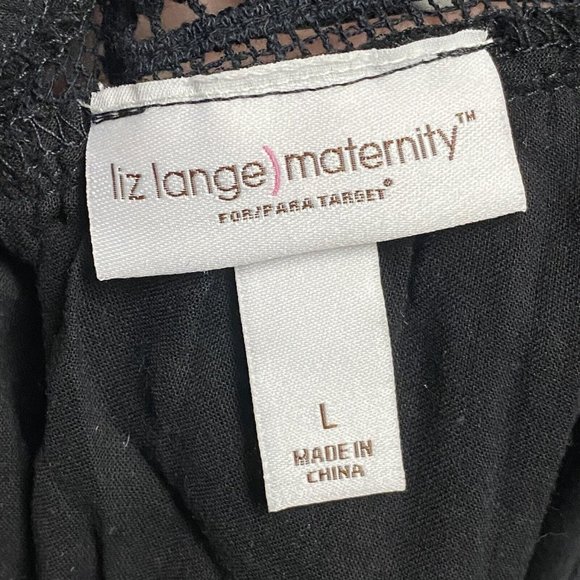 liz lange) maternity™
FOR/PARA TARGET®
L
MADE IN
CHINA